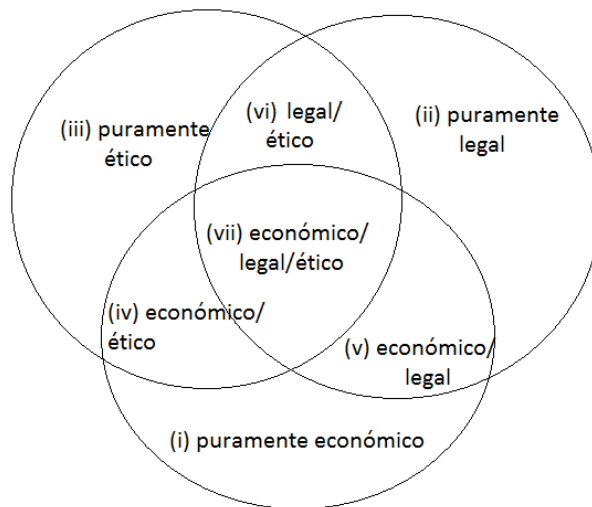 (iii) puramente
ético
(vi) legal/
ético
(ii) puramente
legal
(vii) económico/
legal/ético
(iv) económico/
ético
(v) económico/
legal
(i) puramente económico